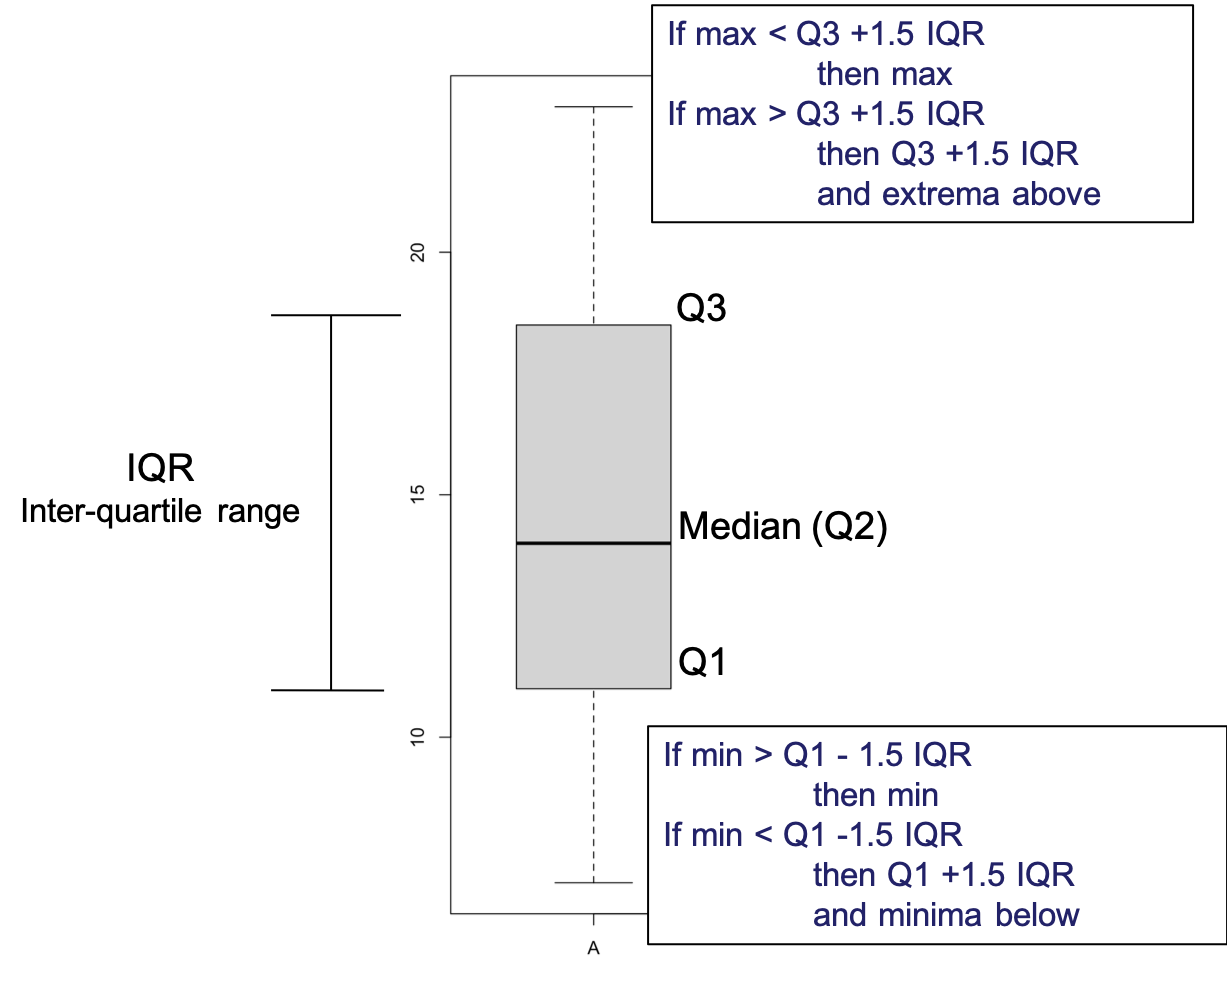 If max < Q3 +1.5 IQR
then max
If max > Q3 +1.5 IQR
then Q3 +1.5 IQR
and extrema above
20
Q3
IQR
Inter-quartile range
15
Median (Q2)
Q1
10
If min > Q1 - 1.5 IQR
then min
If min < Q1 -1.5 IQR
then Q1 +1.5 IQR
and minima below
A